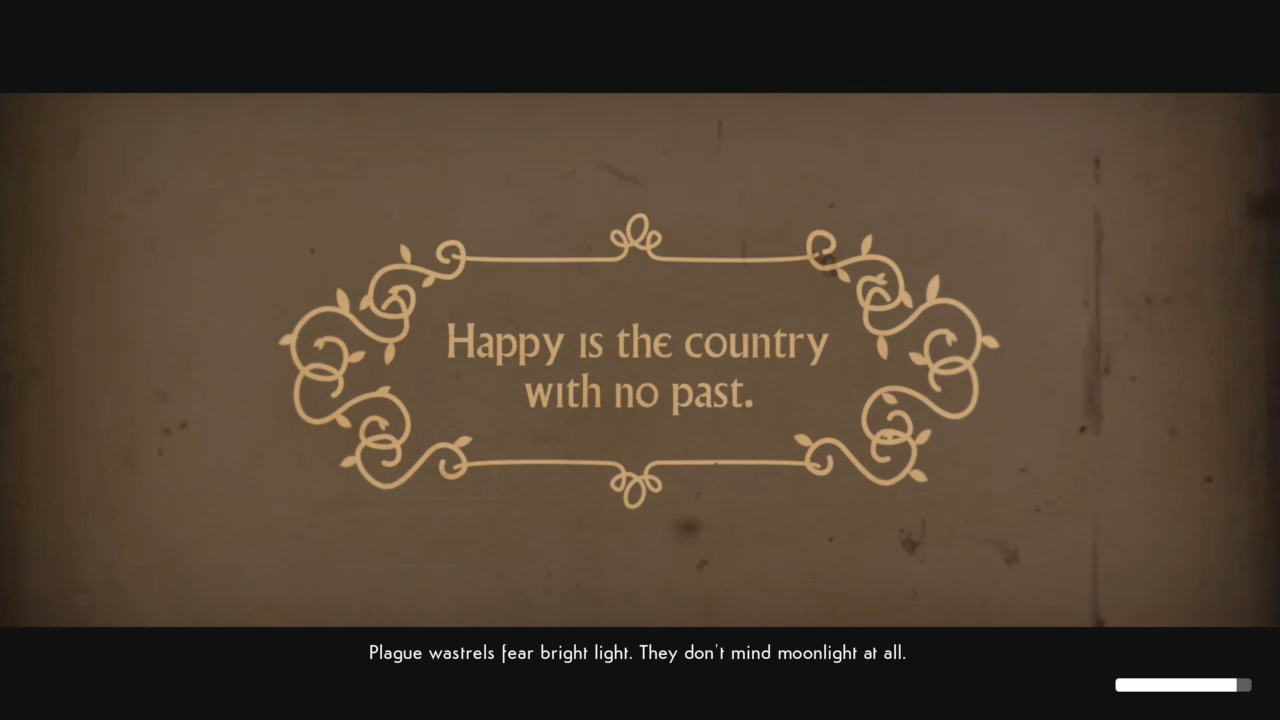 Happy is the country
with no past.
Plague wastrels fear bright light. They don't mind moonlight at all.